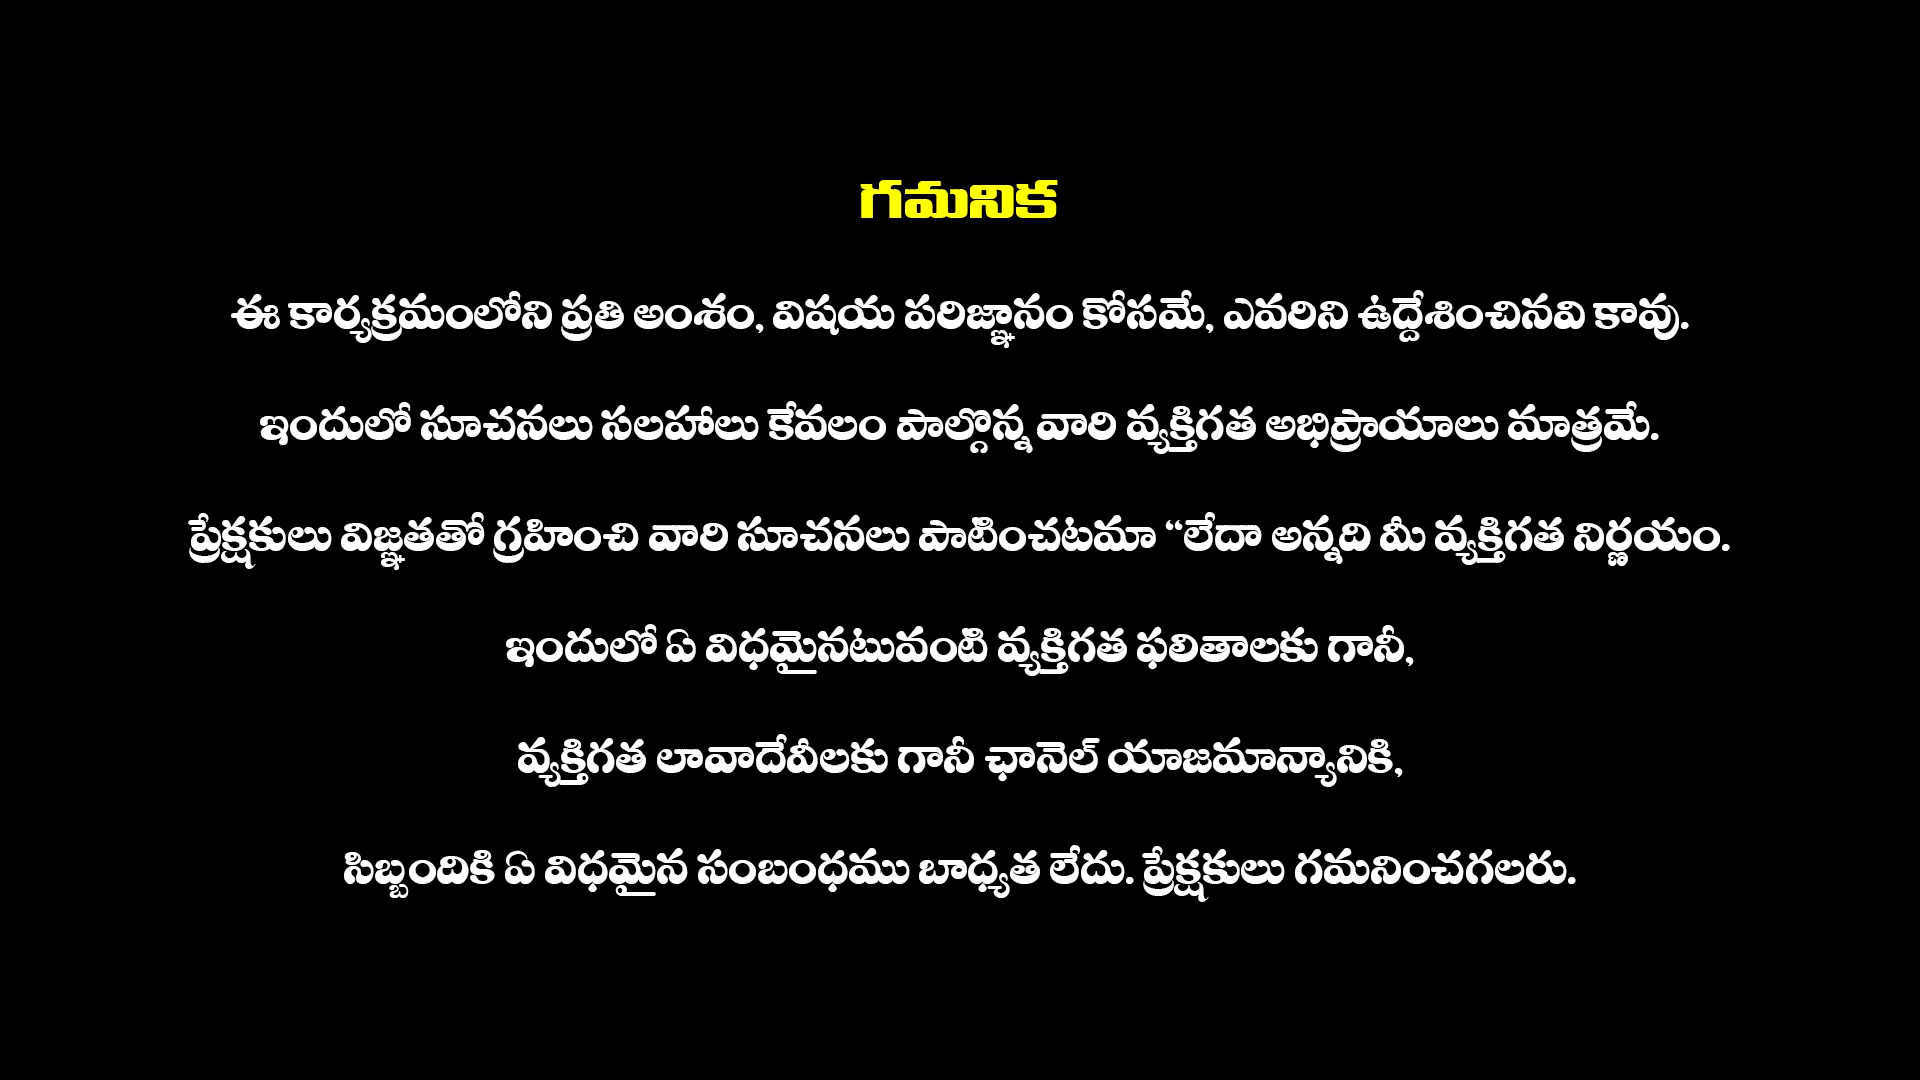 గమనిక
ఈ కార్యక్రమంలోని ప్రతి అంశం, విషయ పరిజ్ఞానం కోసమే, ఎవరిని ఉద్దేశించినవి కావు.
ఇందులో సూచనలు సలహాలు కేవలం పాల్గొన్న వారి వ్యక్తిగత అభిప్రాయాలు మాత్రమే.
ప్రేక్షకులు విజ్ఞతతో గ్రహించి వారి సూచనలు పాటించటమా “లేదా అన్నది మీ వ్యక్తిగత నిర్ణయం.
ఇందులో ఏ విధమైనటువంటి వ్యక్తిగత ఫలితాలకు గానీ,
వ్యక్తిగత లావాదేవీలకు గానీ ఛానెల్ యాజమాన్యానికి,
సిబ్బందికి ఏ విధమైన సంబంధము బాధ్యత లేదు. ప్రేక్షకులు గమనించగలరు.